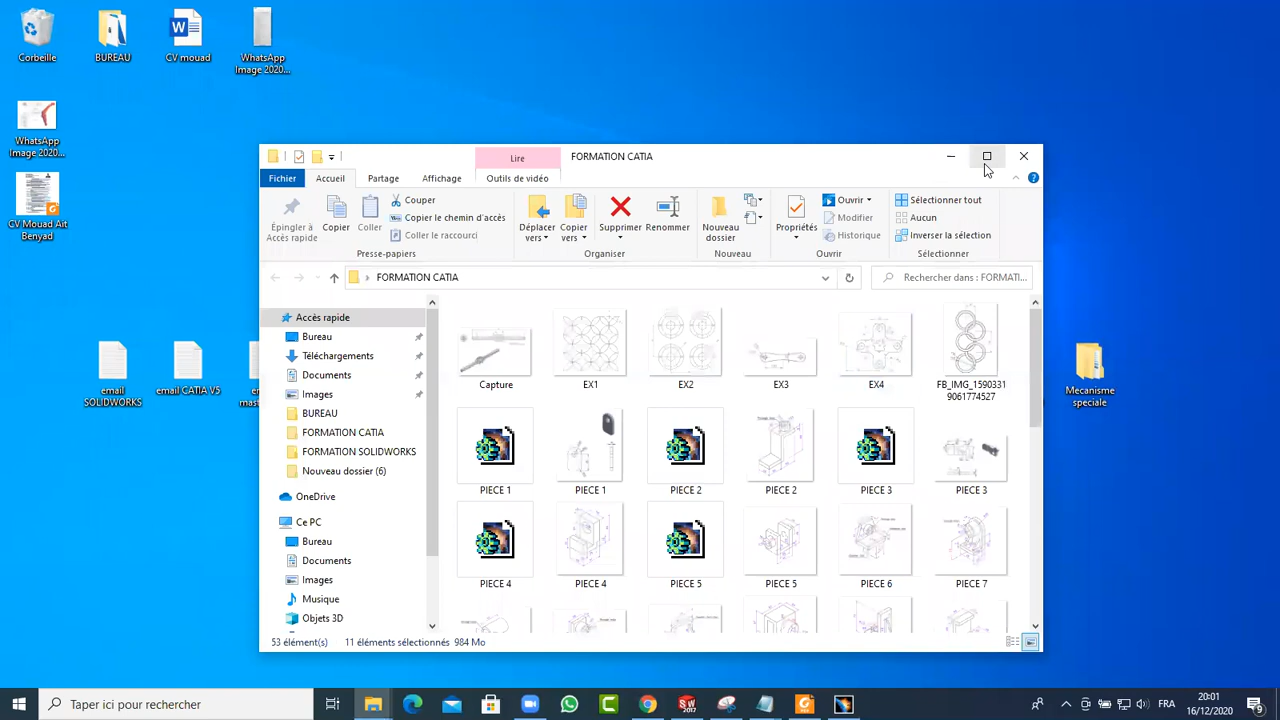 Corbeille
BUREAU
CV mouad
WhatsApp
Image 2020...
WhatsApp
Image 2020...
CV Mouad Ait
Benyad
email
SOLIDWORKS
email CATIA V5
Mecanisme
speciale
Lire
FORMATION CATIA
Fichier
Accueil
Partage
Affichage
Outils de vidéo
Épingler à
Accès rapide
Copier
Coller
Couper
Copier le chemin d'accès
Coller le raccourci
Presse-papiers
Déplacer
vers
Copier
vers
Supprimer
Renommer
Organiser
Nouveau
dossier
Nouveau
Propriétés
Ouvrir
Modifier
Historique
Ouvrir
Sélectionner tout
Aucun
Inverser la sélection
Sélectionner
FORMATION CATIA
Rechercher dans : FORMATI...
Accès rapide
Bureau
Téléchargements
Documents
Images
BUREAU
FORMATION CATIA
FORMATION SOLIDWORKS
Nouveau dossier (6)
OneDrive
Ce PC
Bureau
Documents
Images
Musique
Objets 3D
Capture
EX1
EX2
EX3
EX4
FB_IMG_1590331
9061774527
PIECE 1
PIECE 1
PIECE 2
PIECE 2
PIECE 3
PIECE 3
PIECE 4
PIECE 4
PIECE 5
PIECE 5
PIECE 6
PIECE 7
53 élément(s)
11 éléments sélectionnés 984 Mo
Taper ici pour rechercher
SW
2017
FRA
20:01
16/12/2020
9